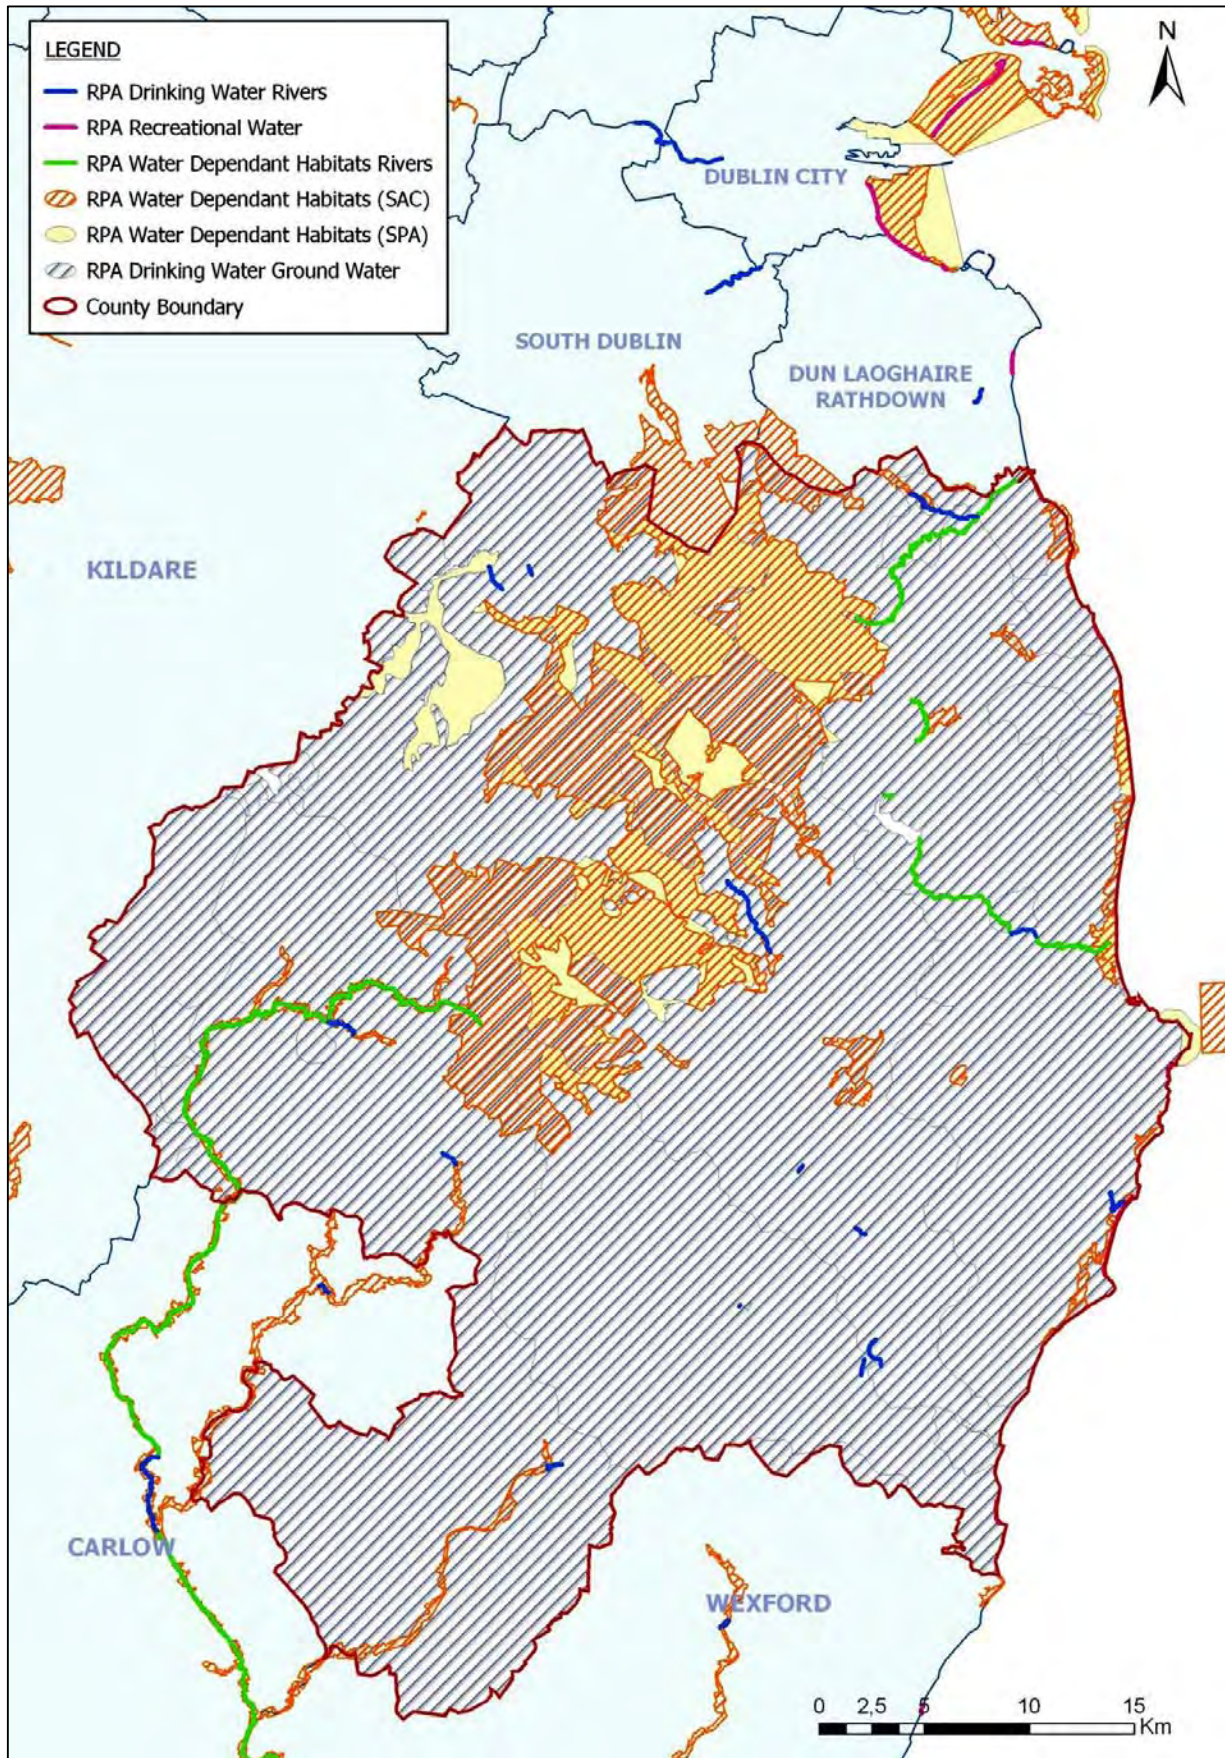 LEGEND
RPA Drinking Water Rivers
RPA Recreational Water
RPA Water Dependant Habitats Rivers
RPA Water Dependant Habitats (SAC)
RPA Water Dependant Habitats (SPA)
RPA Drinking Water Ground Water
County Boundary
N
DUBLIN CITY
SOUTH DUBLIN
DUN LAOGHAIRE
RATHDOWN
KILDARE
CARLOW
WEXFORD
0 2,5 5 10 15
Km